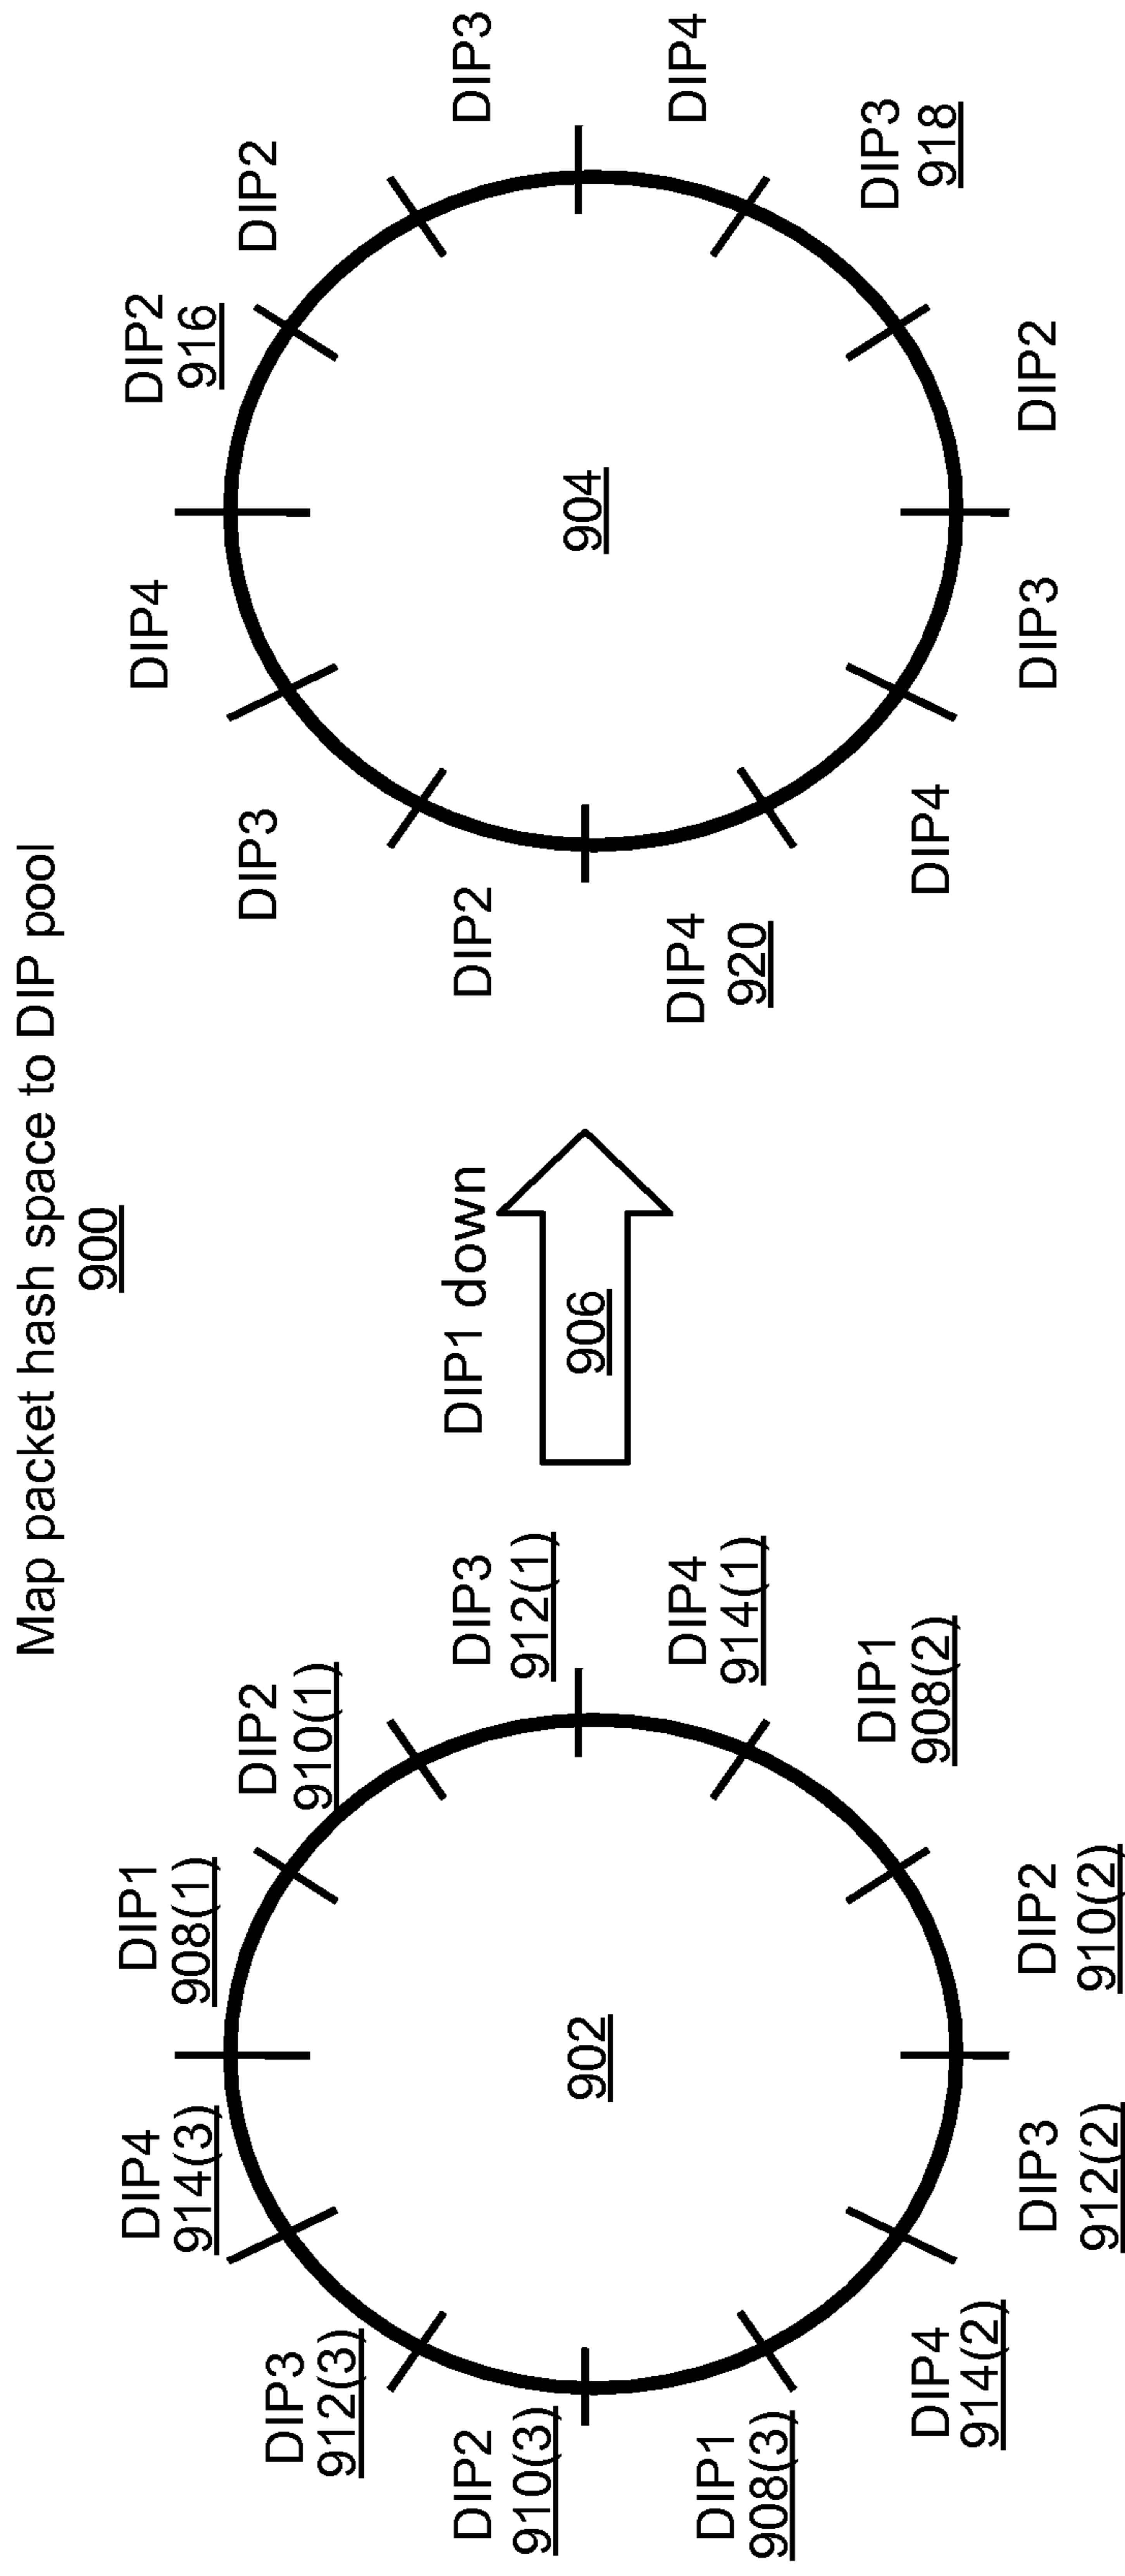 Map packet hash space to DIP pool
900
DIP1
908(1)
DIP2
910(1)
DIP3
912(1)
DIP4
914(1)
DIP1
908(2)
DIP2
910(2)
DIP3
912(2)
DIP4
914(2)
DIP1
908(3)
DIP2
910(3)
DIP3
912(3)
DIP4
914(3)
902
DIP1 down
906
DIP2
916
DIP2
DIP3
DIP4
DIP3
918
DIP2
DIP3
DIP4
DIP4
920
DIP2
DIP3
DIP4
904